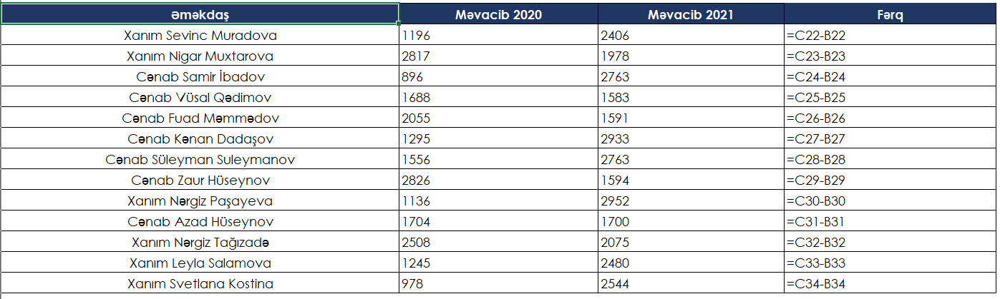 Əməkdaş Məvacib 2020 Məvacib 2021 Fərq
Xanım Sevinc Muradova 1196 2406 =C22-B22
Xanım Nigar Muxtarova 2817 1978 =C23-B23
Cənab Samir İbadov 896 2763 =C24-B24
Cənab Vüsal Qədimov 1688 1583 =C25-B25
Cənab Fuad Məmmədov 2055 1591 =C26-B26
Cənab Kənan Dadaşov 1295 2933 =C27-B27
Cənab Süleyman Suleymanov 1556 2763 =C28-B28
Cənab Zaur Hüseynov 2826 1594 =C29-B29
Xanım Nərgiz Paşayeva 1136 2952 =C30-B30
Cənab Azad Hüseynov 1704 1700 =C31-B31
Xanım Nərgiz Tağızadə 2508 2075 =C32-B32
Xanım Leyla Salamova 1245 2480 =C33-B33
Xanım Svetlana Kostina 978 2544 =C34-B34